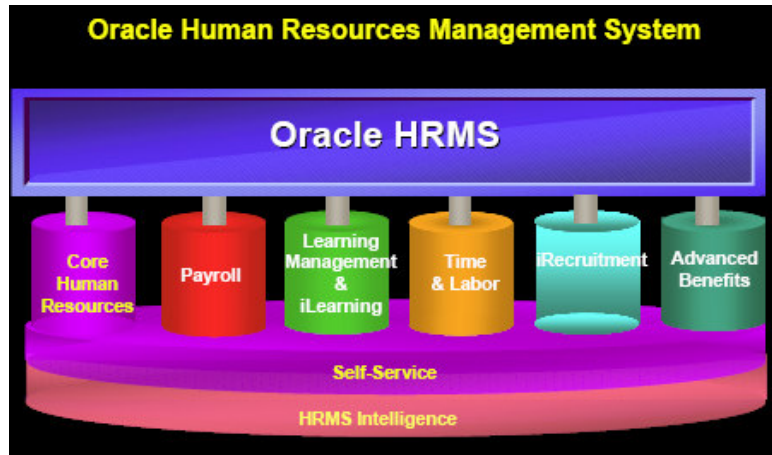 Oracle Human Resources Management System
Oracle HRMS
Core
Human
Resources
Payroll
Learning
Management
&
iLearning
Time
& Labor
iRecruitment
Advanced
Benefits
Self-Service
HRMS Intelligence